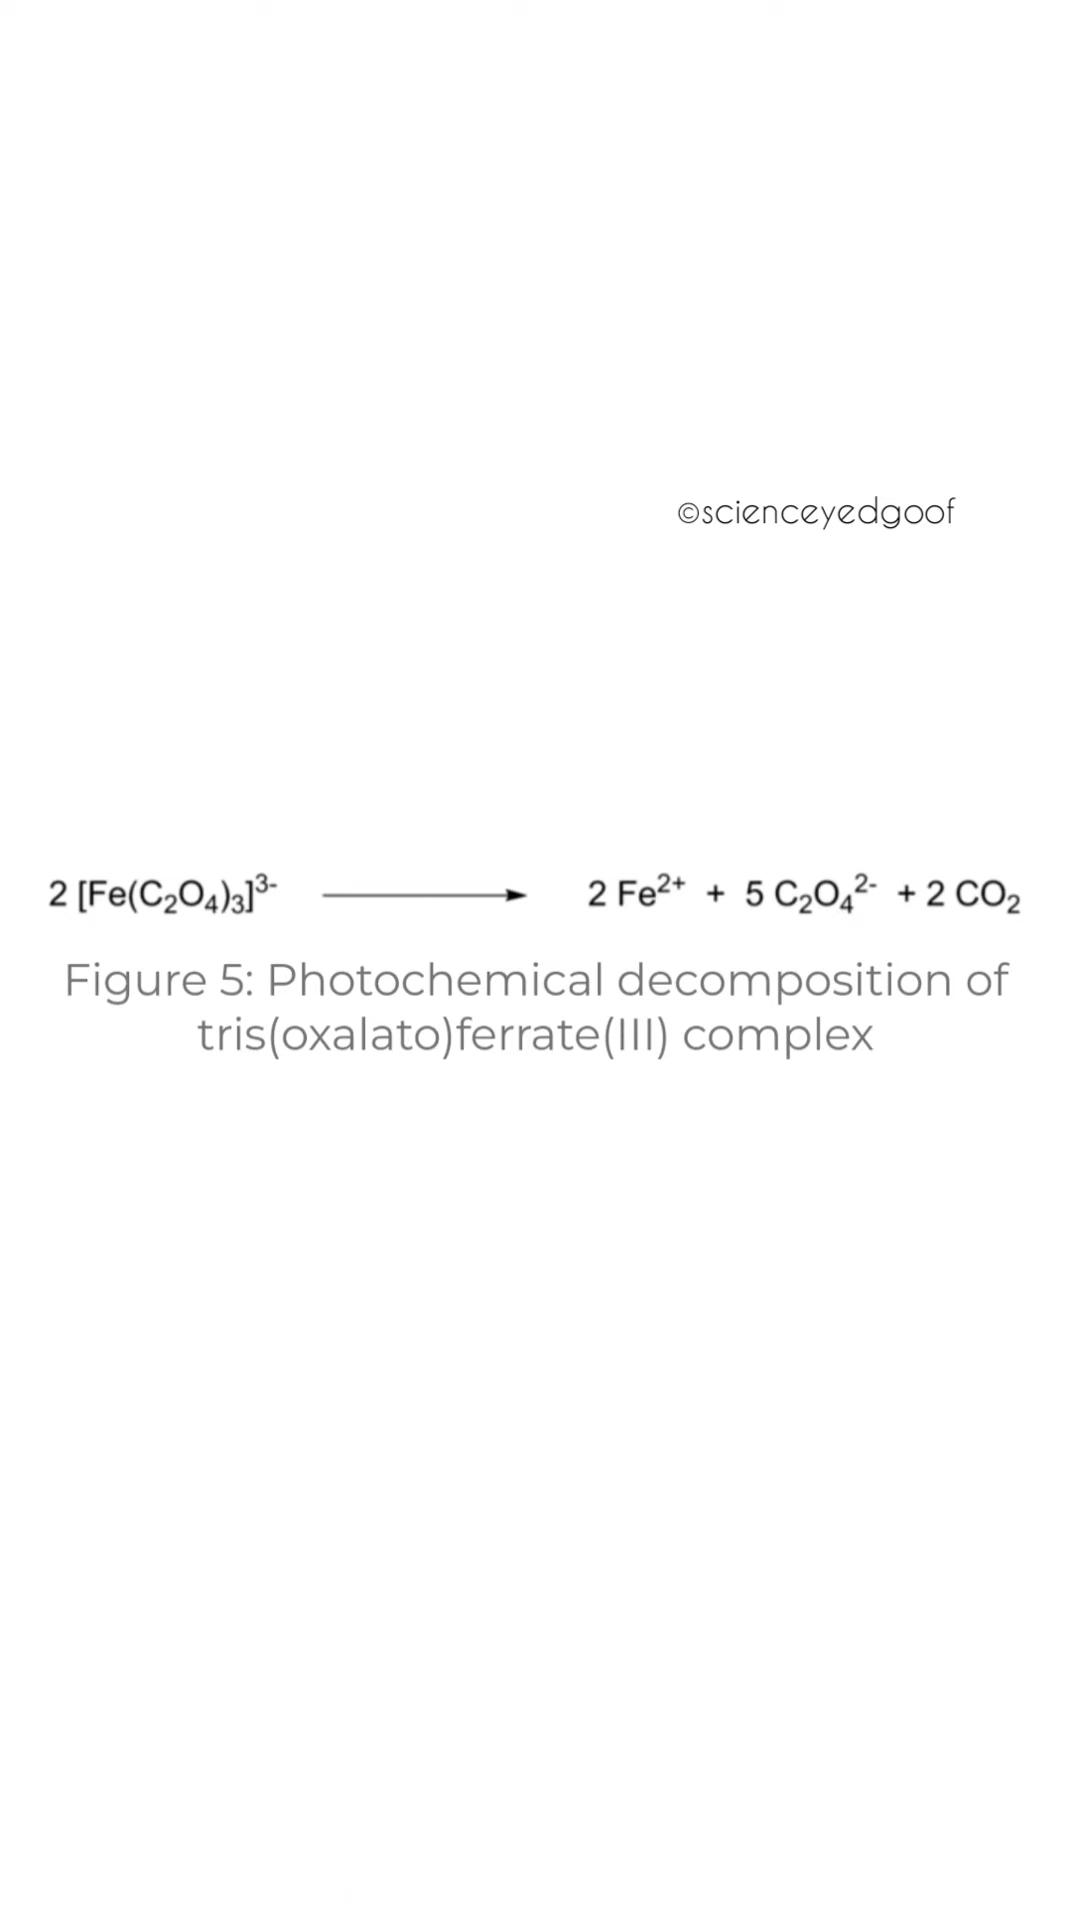 ©scienceyedgoof
2 [Fe(C₂O₄)₃]³⁻ ⟶ 2 Fe²⁺ + 5 C₂O₄²⁻ + 2 CO₂
Figure 5: Photochemical decomposition of
tris(oxalato)ferrate(III) complex